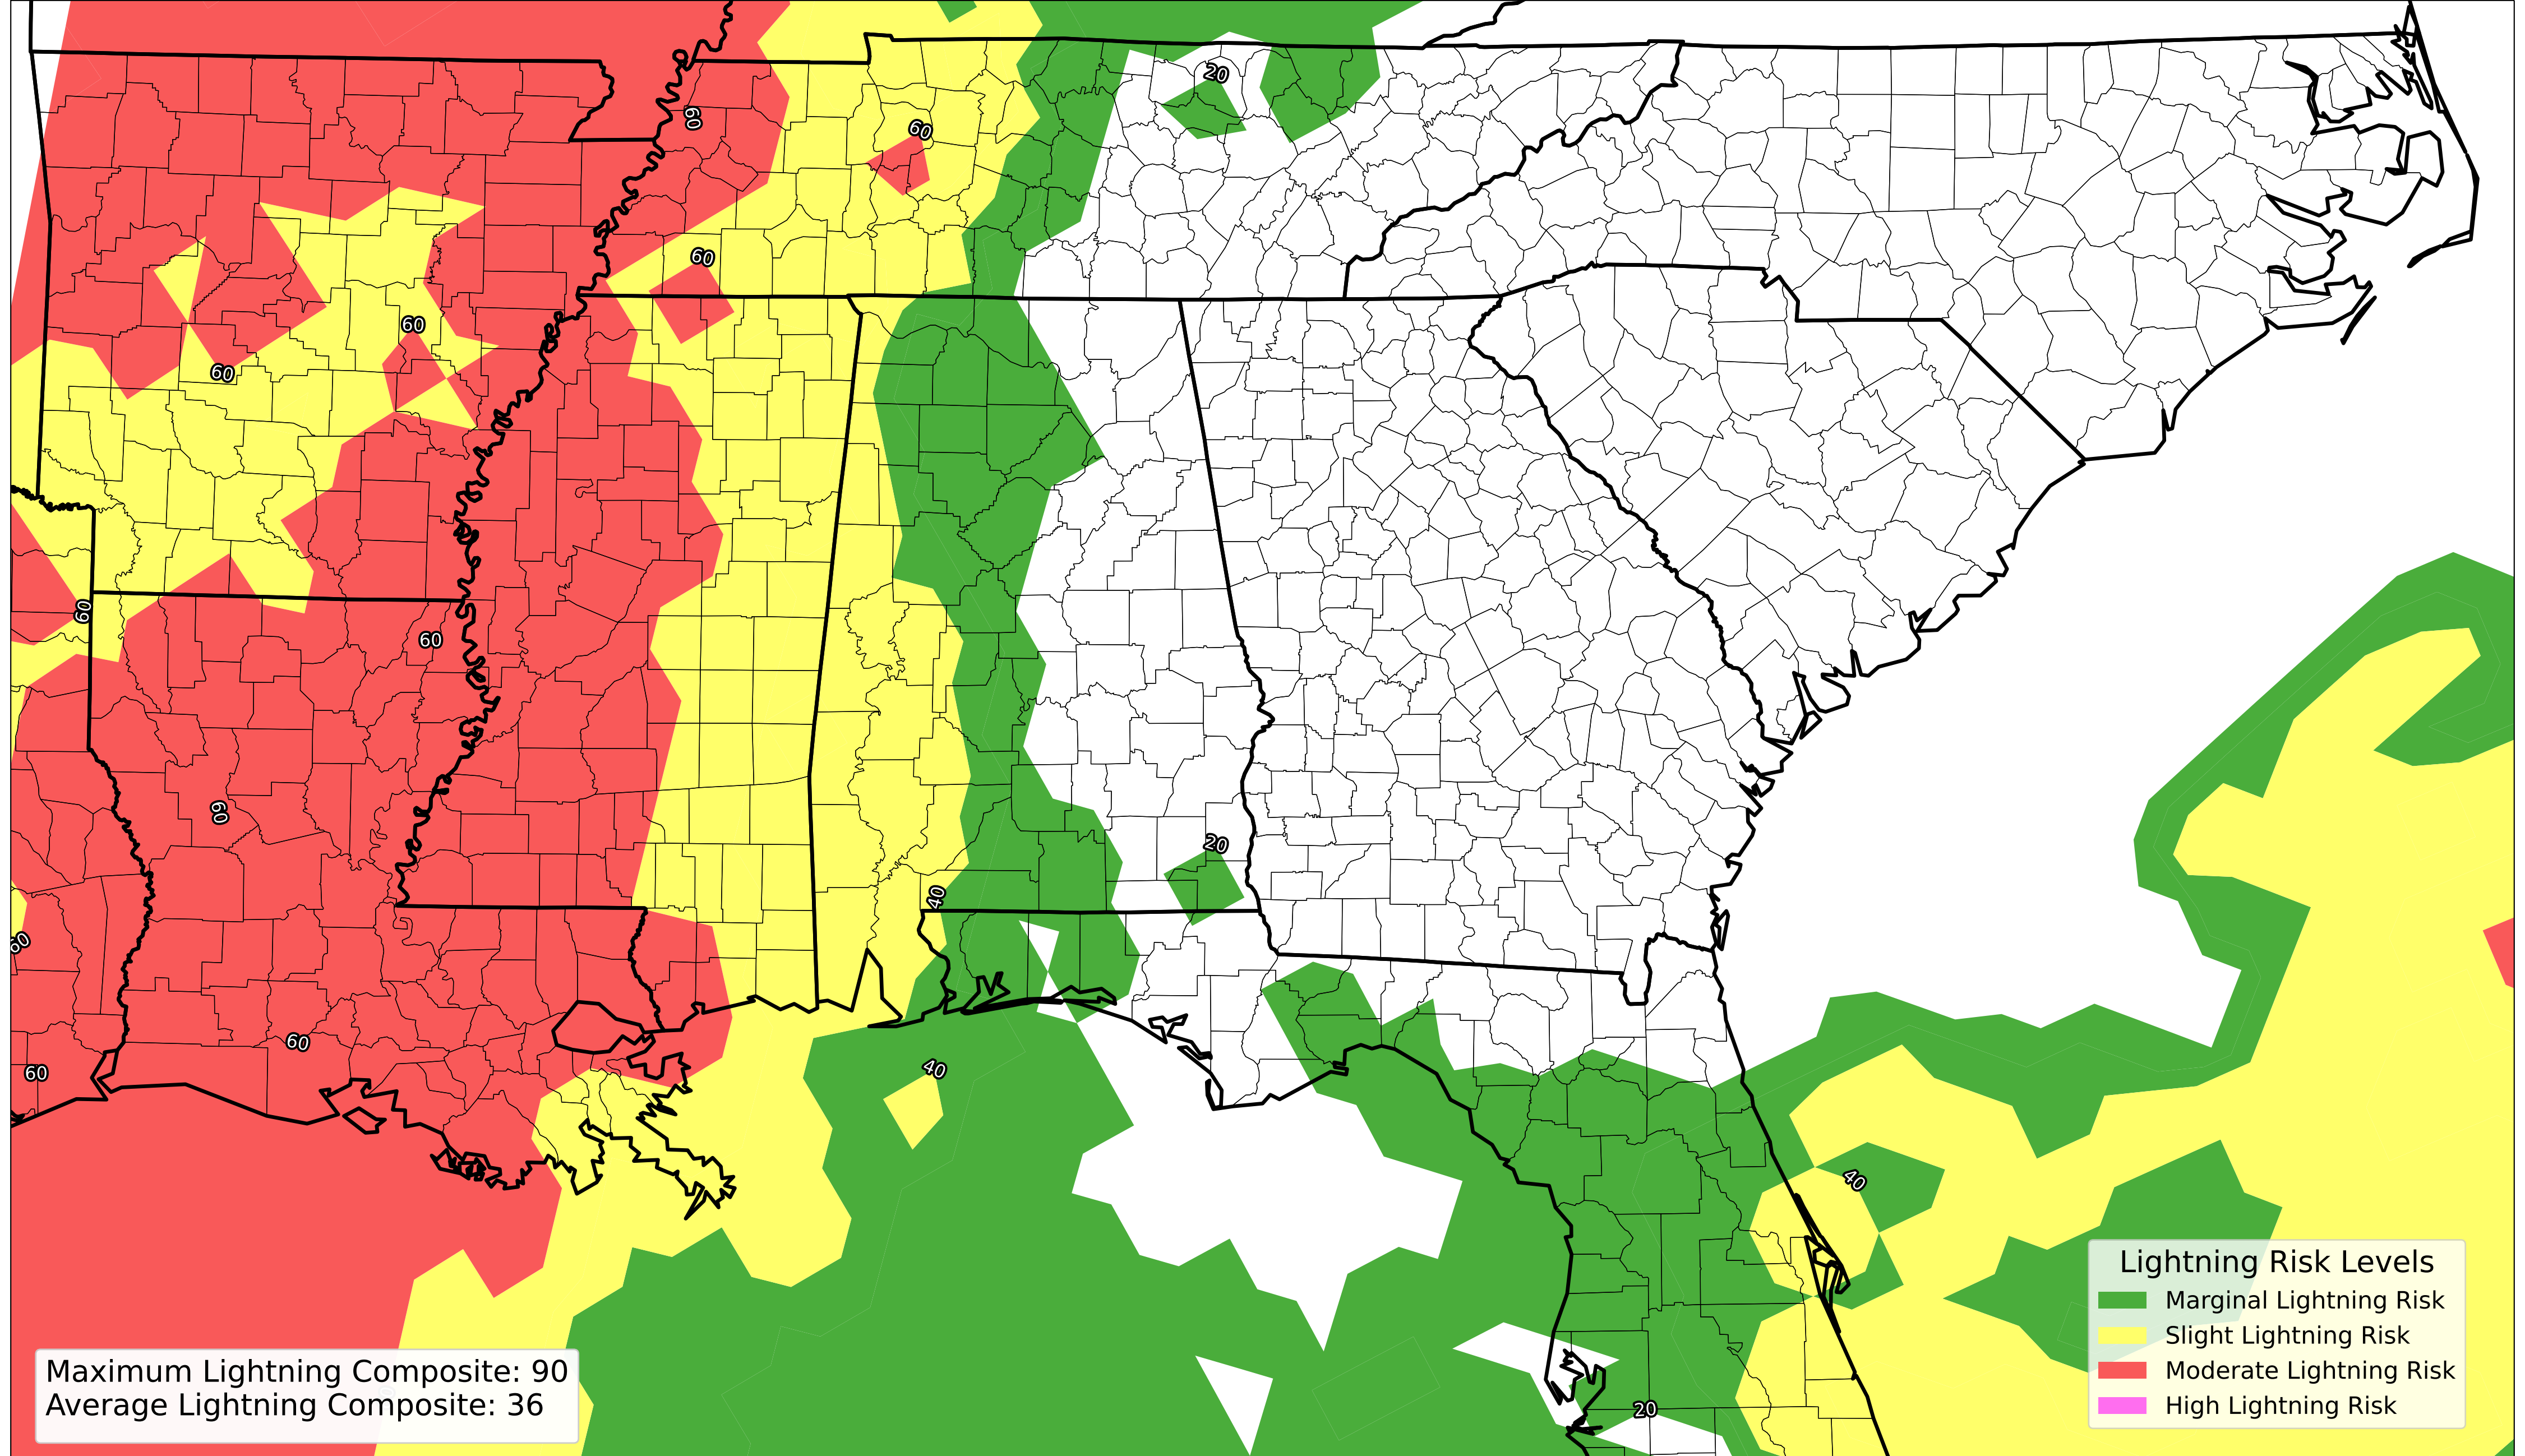 20
60
60
60
60
60
60
60
60
20
40
60
60
40
60
40
20
Lightning Risk Levels
Marginal Lightning Risk
Slight Lightning Risk
Moderate Lightning Risk
High Lightning Risk
Maximum Lightning Composite: 90
Average Lightning Composite: 36